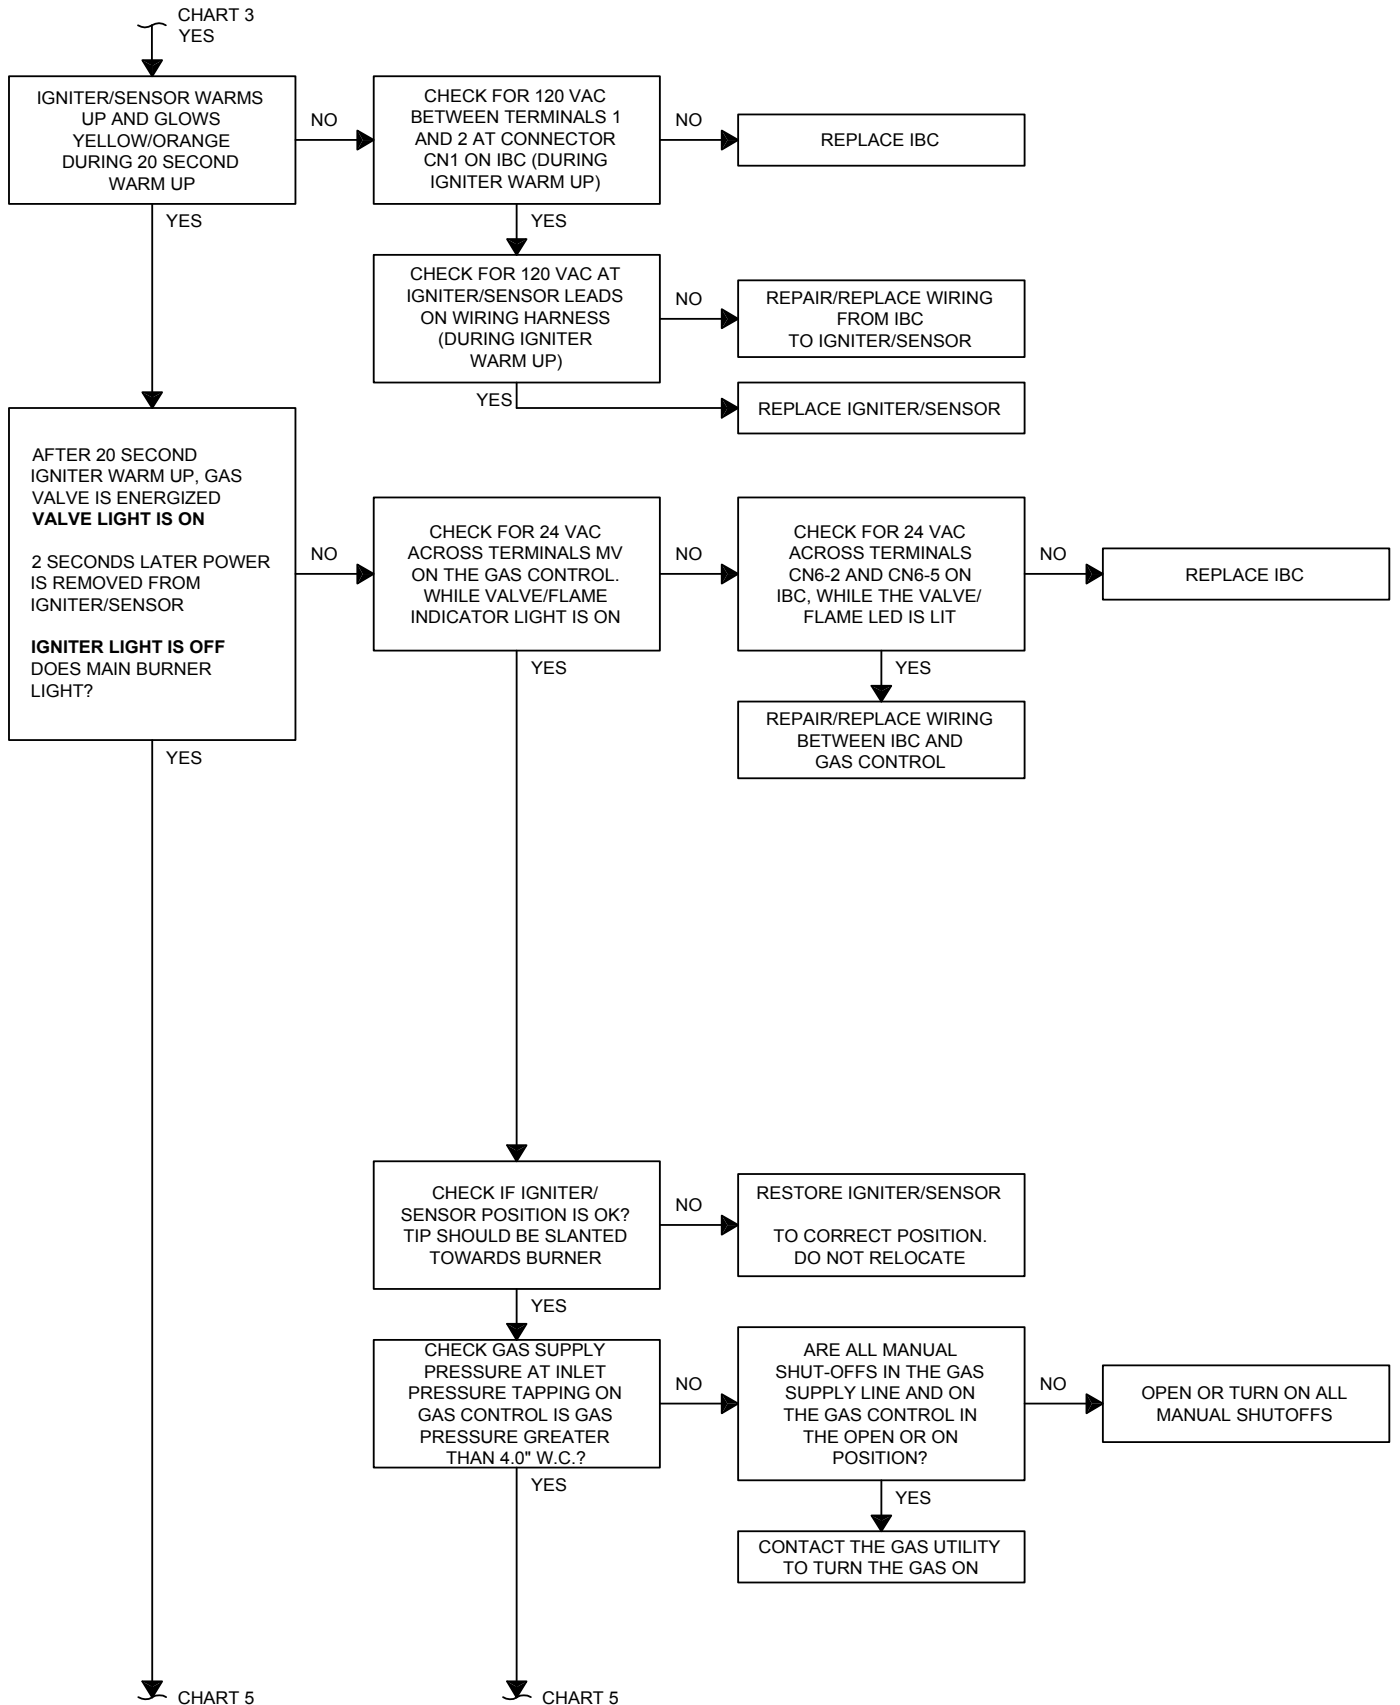 CHART 3
YES
IGNITER/SENSOR WARMS
UP AND GLOWS
YELLOW/ORANGE
DURING 20 SECOND
WARM UP
NO
CHECK FOR 120 VAC
BETWEEN TERMINALS 1
AND 2 AT CONNECTOR
CN1 ON IBC (DURING
IGNITER WARM UP)
NO
REPLACE IBC
YES
YES
CHECK FOR 120 VAC AT
IGNITER/SENSOR LEADS
ON WIRING HARNESS
(DURING IGNITER
WARM UP)
NO
REPAIR/REPLACE WIRING
FROM IBC
TO IGNITER/SENSOR
YES
REPLACE IGNITER/SENSOR
AFTER 20 SECOND
IGNITER WARM UP, GAS
VALVE IS ENERGIZED
VALVE LIGHT IS ON
2 SECONDS LATER POWER
IS REMOVED FROM
IGNITER/SENSOR
IGNITER LIGHT IS OFF
DOES MAIN BURNER
LIGHT?
NO
CHECK FOR 24 VAC
ACROSS TERMINALS MV
ON THE GAS CONTROL.
WHILE VALVE/FLAME
INDICATOR LIGHT IS ON
NO
CHECK FOR 24 VAC
ACROSS TERMINALS
CN6-2 AND CN6-5 ON
IBC, WHILE THE VALVE/
FLAME LED IS LIT
NO
REPLACE IBC
YES
YES
REPAIR/REPLACE WIRING
BETWEEN IBC AND
GAS CONTROL
YES
CHECK IF IGNITER/
SENSOR POSITION IS OK?
TIP SHOULD BE SLANTED
TOWARDS BURNER
NO
RESTORE IGNITER/SENSOR
TO CORRECT POSITION.
DO NOT RELOCATE
YES
CHECK GAS SUPPLY
PRESSURE AT INLET
PRESSURE TAPPING ON
GAS CONTROL IS GAS
PRESSURE GREATER
THAN 4.0" W.C.?
NO
ARE ALL MANUAL
SHUT-OFFS IN THE GAS
SUPPLY LINE AND ON
THE GAS CONTROL IN
THE OPEN OR ON
POSITION?
NO
OPEN OR TURN ON ALL
MANUAL SHUTOFFS
YES
YES
CONTACT THE GAS UTILITY
TO TURN THE GAS ON
CHART 5
CHART 5